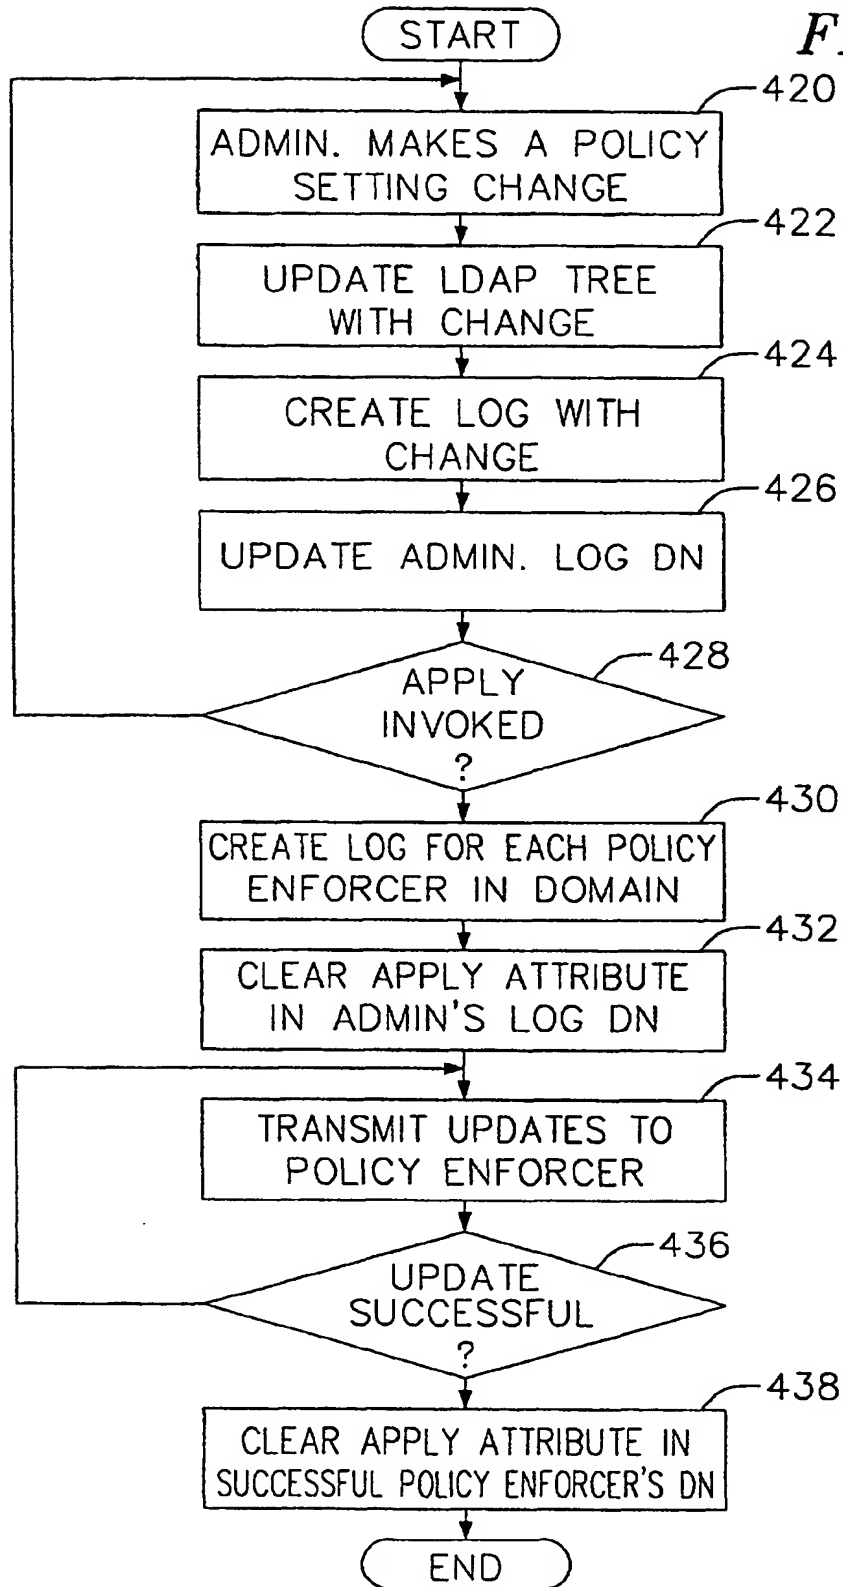 START
420
ADMIN. MAKES A POLICY
SETTING CHANGE
422
UPDATE LDAP TREE
WITH CHANGE
424
CREATE LOG WITH
CHANGE
426
UPDATE ADMIN. LOG DN
428
APPLY
INVOKED
?
430
CREATE LOG FOR EACH POLICY
ENFORCER IN DOMAIN
432
CLEAR APPLY ATTRIBUTE
IN ADMIN'S LOG DN
434
TRANSMIT UPDATES TO
POLICY ENFORCER
436
UPDATE
SUCCESSFUL
?
438
CLEAR APPLY ATTRIBUTE IN
SUCCESSFUL POLICY ENFORCER'S DN
END